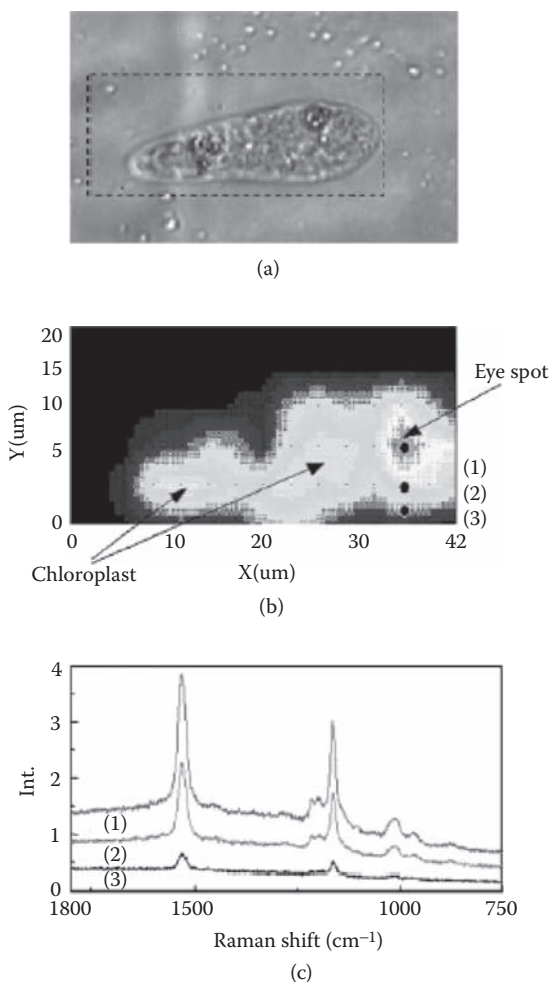 (a)
20
15
10
5
0
Y(um)
Eye spot
(1)
(2)
(3)
0 10 20 30 42
Chloroplast
X(um)
(b)
4
3
2
1
0
Int.
(1)
(2)
(3)
1800 1500 1000 750
Raman shift (cm⁻¹)
(c)